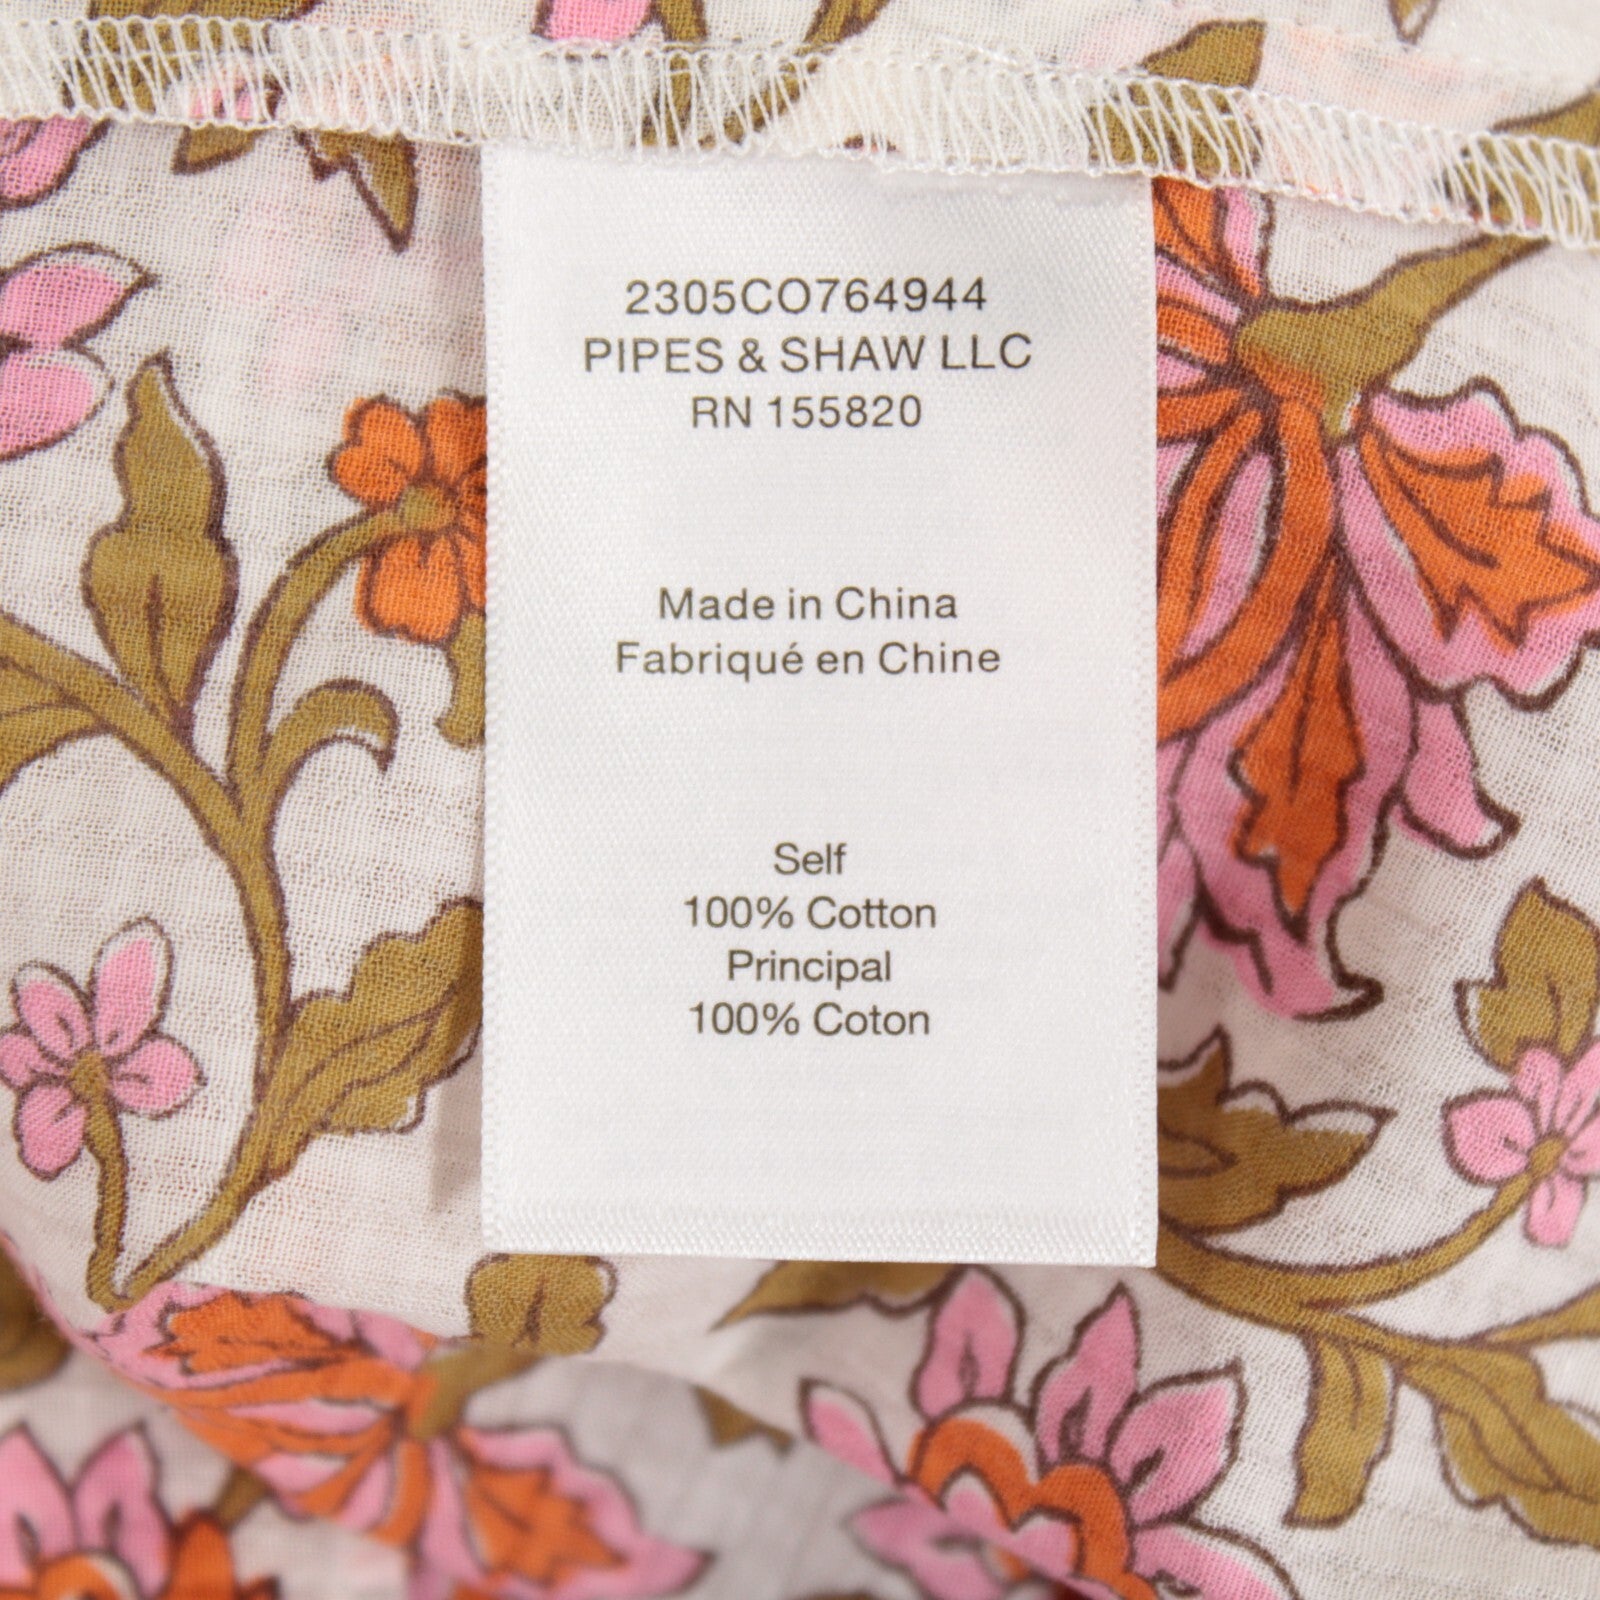 2305CO764944
PIPES & SHAW LLC
RN 155820
Made in China
Fabriqué en Chine
Self
100% Cotton
Principal
100% Coton